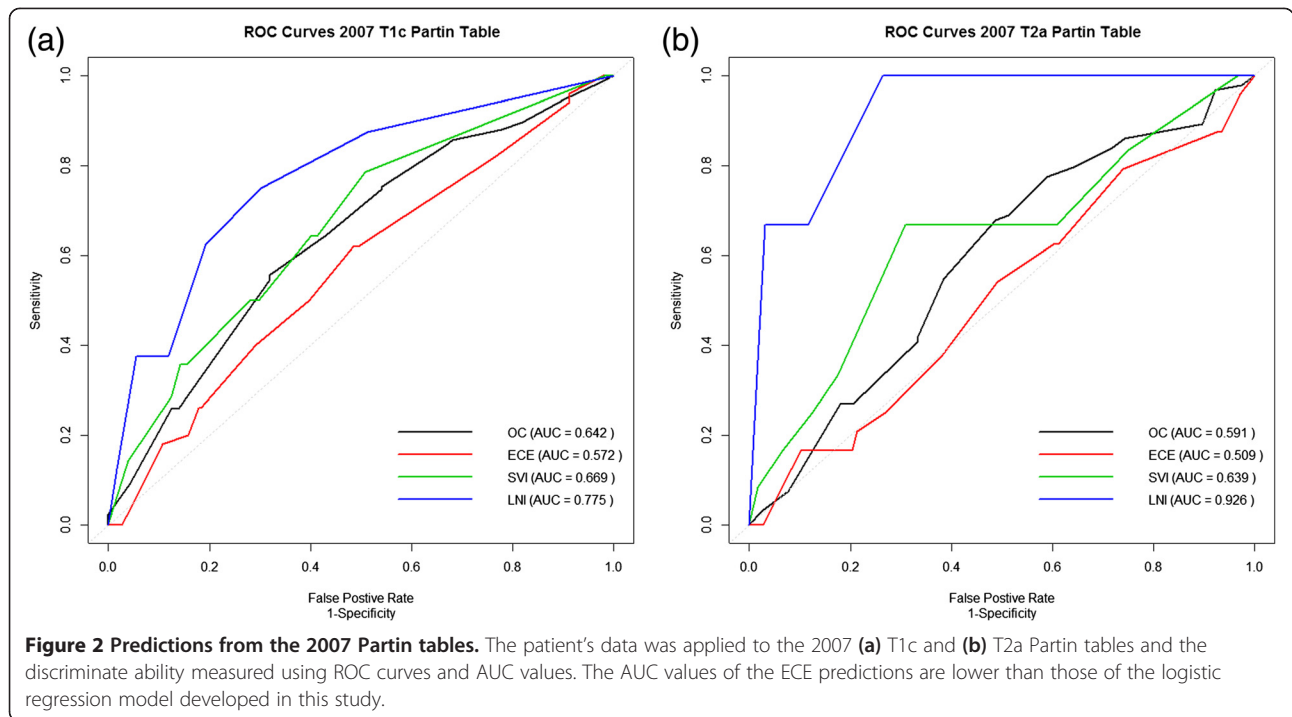 (a)
ROC Curves 2007 T1c Partin Table
1.0
0.8
0.6
0.4
0.2
0.0
Sensitivity
OC (AUC = 0.642 )
ECE (AUC = 0.572 )
SVI (AUC = 0.669 )
LNI (AUC = 0.775 )
0.0 0.2 0.4 0.6 0.8 1.0
False Postive Rate
1-Specificity
(b)
ROC Curves 2007 T2a Partin Table
1.0
0.8
0.6
0.4
0.2
0.0
Sensitivity
OC (AUC = 0.591 )
ECE (AUC = 0.509 )
SVI (AUC = 0.639 )
LNI (AUC = 0.926 )
0.0 0.2 0.4 0.6 0.8 1.0
False Postive Rate
1-Specificity
Figure 2 Predictions from the 2007 Partin tables. The patient's data was applied to the 2007 (a) T1c and (b) T2a Partin tables and the
discriminate ability measured using ROC curves and AUC values. The AUC values of the ECE predictions are lower than those of the logistic
regression model developed in this study.